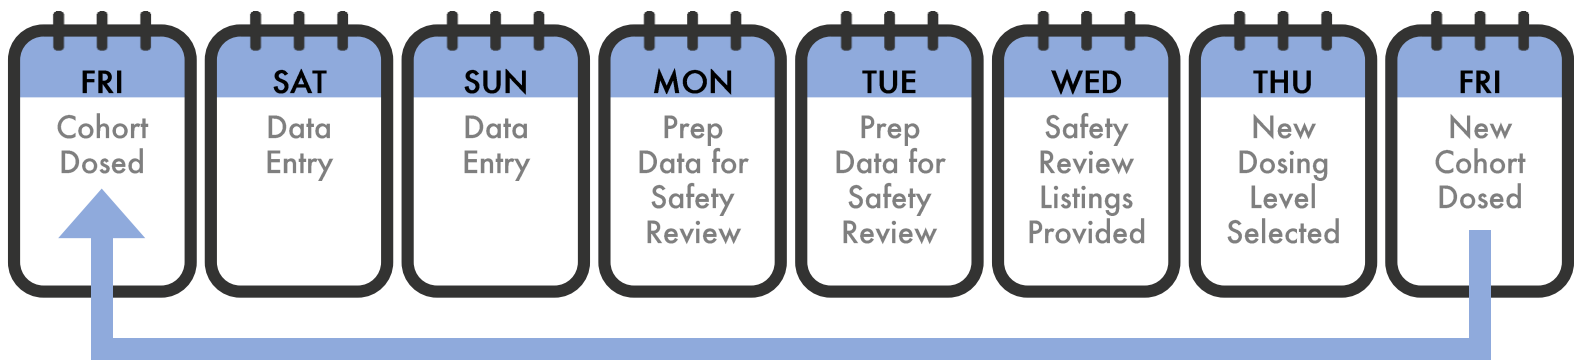 FRI
Cohort
Dosed
SAT
Data
Entry
SUN
Data
Entry
MON
Prep
Data for
Safety
Review
TUE
Prep
Data for
Safety
Review
WED
Safety
Review
Listings
Provided
THU
New
Dosing
Level
Selected
FRI
New
Cohort
Dosed